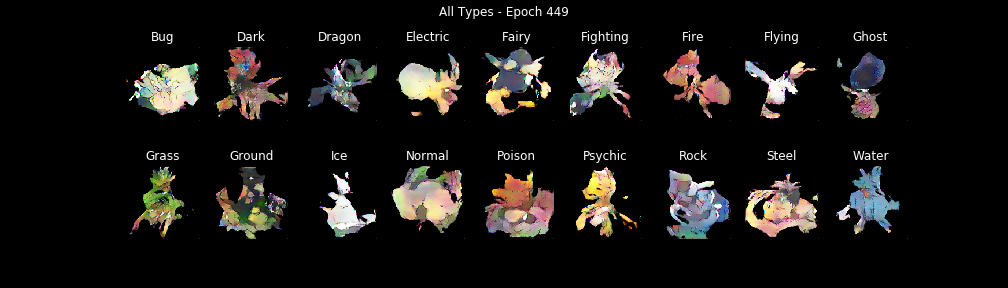 All Types - Epoch 449
Bug Dark Dragon Electric Fairy Fighting Fire Flying Ghost
Grass Ground Ice Normal Poison Psychic Rock Steel Water